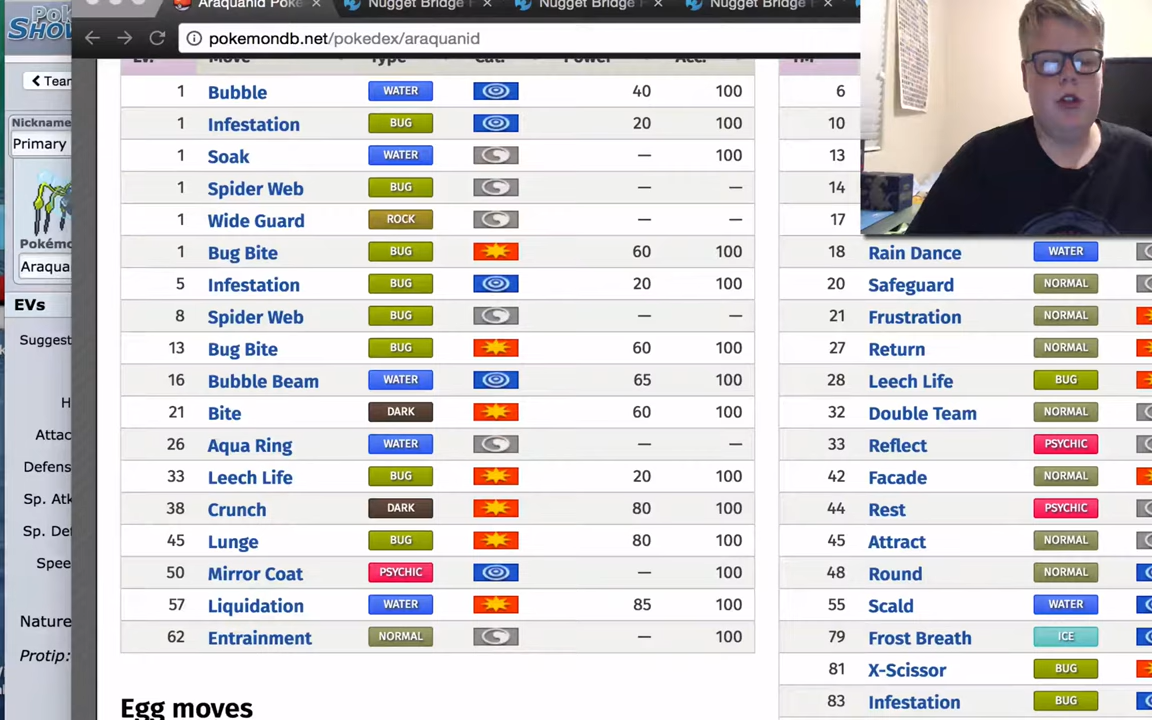 Araquanid Poké
Nugget Bridge
Nugget Bridge
Nugget Bridge
pokemondb.net/pokedex/araquanid
Lv. Move Type Cat. Power Acc. TM
1 Bubble WATER 40 100
1 Infestation BUG 20 100
1 Soak WATER — 100
1 Spider Web BUG — —
1 Wide Guard ROCK — —
1 Bug Bite BUG 60 100
5 Infestation BUG 20 100
8 Spider Web BUG — —
13 Bug Bite BUG 60 100
16 Bubble Beam WATER 65 100
21 Bite DARK 60 100
26 Aqua Ring WATER — —
33 Leech Life BUG 20 100
38 Crunch DARK 80 100
45 Lunge BUG 80 100
50 Mirror Coat PSYCHIC — 100
57 Liquidation WATER 85 100
62 Entrainment NORMAL — 100
Egg moves
6
10
13
14
17
18 Rain Dance WATER
20 Safeguard NORMAL
21 Frustration NORMAL
27 Return NORMAL
28 Leech Life BUG
32 Double Team NORMAL
33 Reflect PSYCHIC
42 Facade NORMAL
44 Rest PSYCHIC
45 Attract NORMAL
48 Round NORMAL
55 Scald WATER
79 Frost Breath ICE
81 X-Scissor BUG
83 Infestation BUG
Pok
SHOW
Tear
Nickname
Primary
Pokémo
Araqua
EVs
Suggest
H
Attac
Defens
Sp. Atk
Sp. Def
Spee
Nature
Protip: